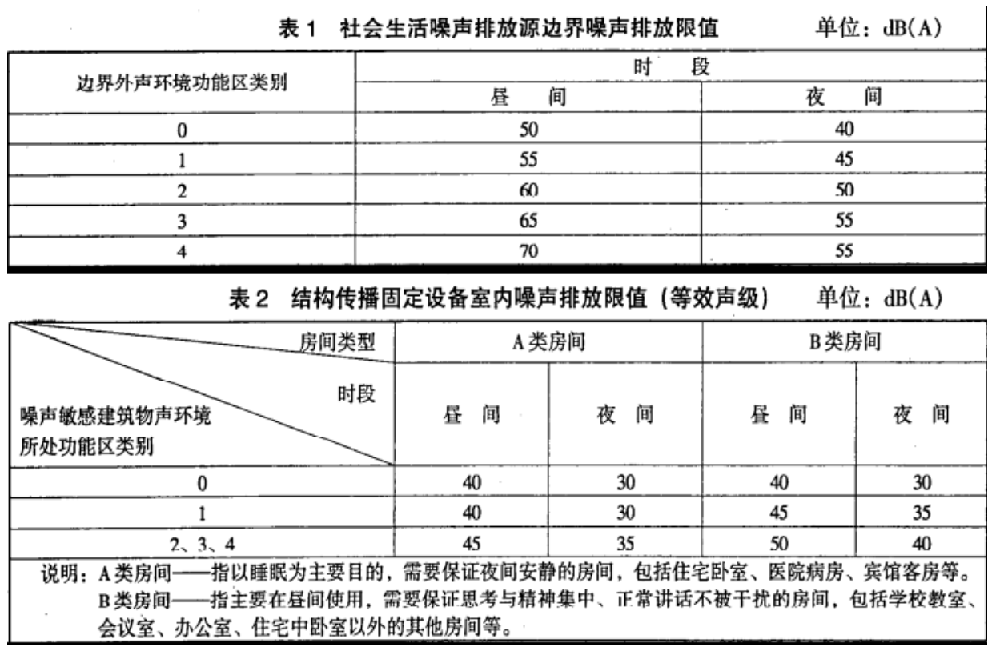 表 1 社会生活噪声排放源边界噪声排放限值 单位：dB(A)
边界外声环境功能区类别 时 段
昼 间 夜 间
0 50 40
1 55 45
2 60 50
3 65 55
4 70 55
表 2 结构传播固定设备室内噪声排放限值（等效声级） 单位：dB(A)
房间类型 A 类房间 B 类房间
时段
噪声敏感建筑物声环境
所处功能区类别
昼 间 夜 间 昼 间 夜 间
0 40 30 40 30
1 40 30 45 35
2、3、4 45 35 50 40
说明：A 类房间——指以睡眠为主要目的，需要保证夜间安静的房间，包括住宅卧室、医院病房、宾馆客房等。
B 类房间——指主要在昼间使用，需要保证思考与精神集中、正常讲话不被干扰的房间，包括学校教室、
会议室、办公室、住宅中卧室以外的其他房间等。